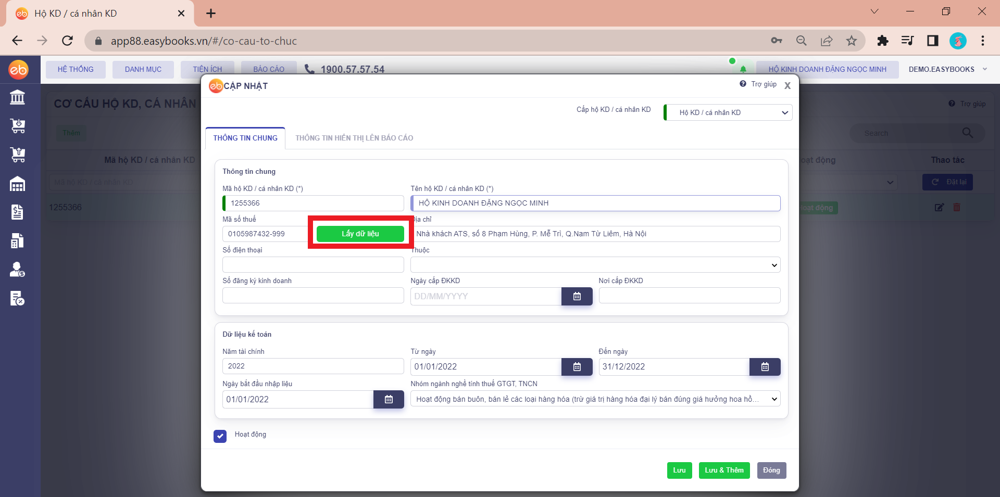 Hộ KD / cá nhân KD
app88.easybooks.vn/#/co-cau-to-chuc
eb
HỆ THỐNG
DANH MỤC
TIỆN ÍCH
BÁO CÁO
1900.57.57.54
HỘ KINH DOANH ĐẶNG NGỌC MINH
DEMO.EASYBOOKS
eb CẬP NHẬT
Trợ giúp
X
CƠ CẤU HỘ KD, CÁ NHÂN
Trợ giúp
Cấp hộ KD / cá nhân KD
Hộ KD / cá nhân KD
Thêm
Search
THÔNG TIN CHUNG
THÔNG TIN HIỂN THỊ LÊN BÁO CÁO
Mã hộ KD / cá nhân KD
oạt động
Thao tác
Mã hộ KD / cá nhân KD
Đặt lại
1255366
oạt động
Thông tin chung
Mã hộ KD / cá nhân KD (*)
Tên hộ KD / cá nhân KD (*)
1255366
HỘ KINH DOANH ĐẶNG NGỌC MINH
Mã số thuế
ịa chỉ
0105987432-999
Lấy dữ liệu
Nhà khách ATS, số 8 Phạm Hùng, P. Mễ Trì, Q.Nam Từ Liêm, Hà Nội
Số điện thoại
Thuộc
Số đăng ký kinh doanh
Ngày cấp ĐKKD
Nơi cấp ĐKKD
DD/MM/YYYY
Dữ liệu kế toán
Năm tài chính
Từ ngày
Đến ngày
2022
01/01/2022
31/12/2022
Ngày bắt đầu nhập liệu
Nhóm ngành nghề tính thuế GTGT, TNCN
01/01/2022
Hoạt động bán buôn, bán lẻ các loại hàng hóa (trừ giá trị hàng hóa đại lý bán đúng giá hưởng hoa hồ...
Hoạt động
Lưu
Lưu & Thêm
Đóng